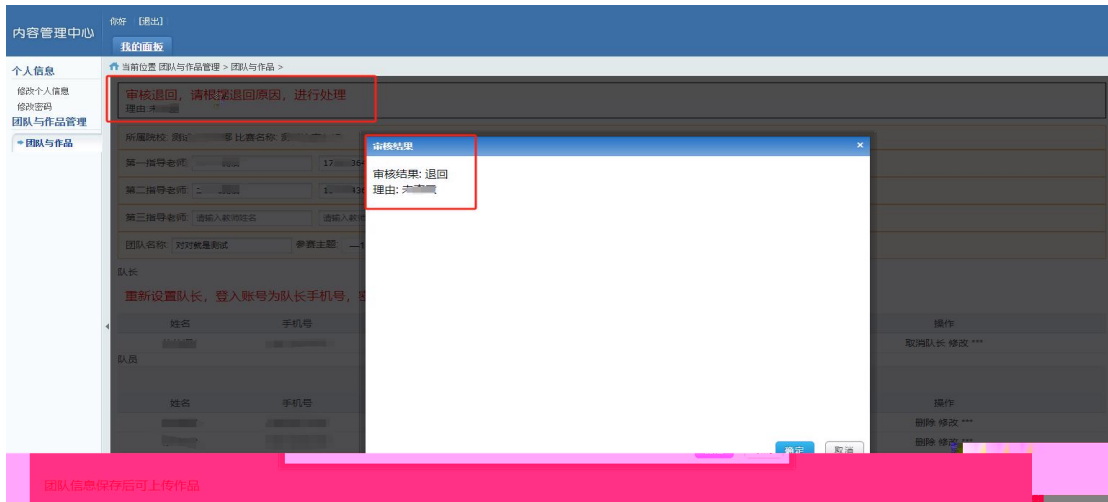 内容管理中心
你好 [退出]
我的面板
个人信息
修改个人信息
修改密码
团队与作品管理
团队与作品
当前位置 团队与作品管理 > 团队与作品 >
审核退回，请根据退回原因，进行处理
理由
所属院校 比赛名称
第一指导老师 17 364
第二指导老师
第三指导老师 请输入教师姓名
团队名称: 对对就是测试 参赛主题
队长
重新设置队长，登入账号为队长手机号，
姓名 手机号 操作
取消队长 修改 ***
队员
姓名 手机号 操作
删除 修改 ***
删除 修改 ***
审核结果 ×
审核结果: 退回
理由:
确定 取消
团队信息保存后可上传作品